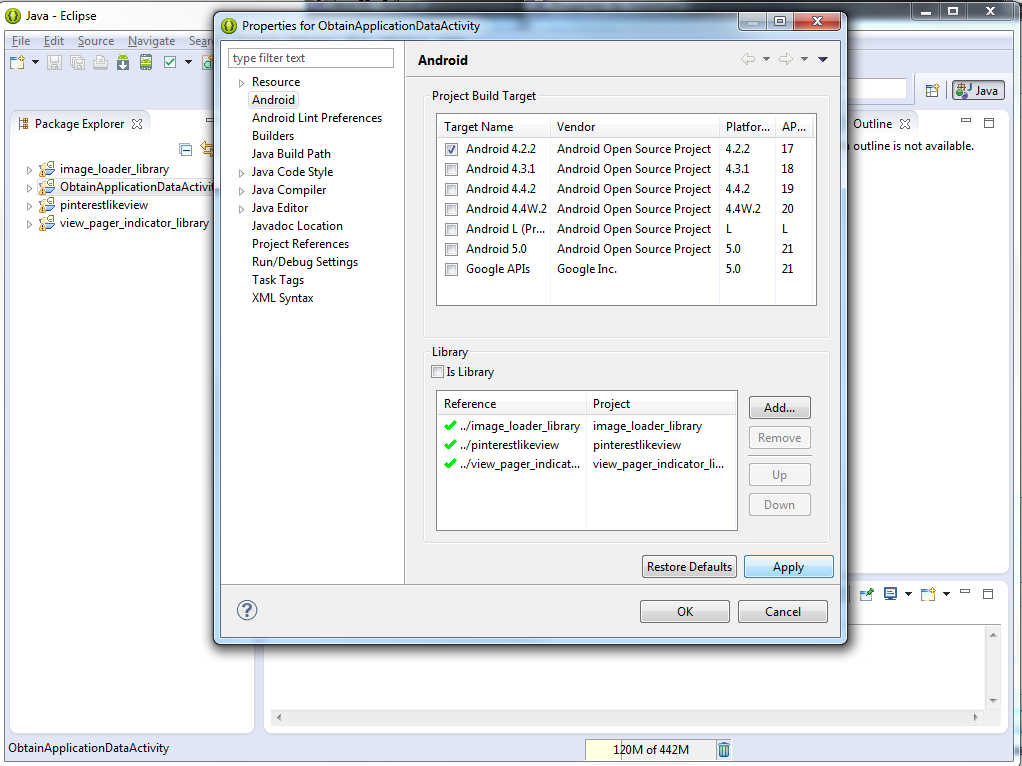 Java - Eclipse
File Edit Source Navigate Sear
Java
Package Explorer
image_loader_library
ObtainApplicationDataActivit
pinterestlikeview
view_pager_indicator_library
Properties for ObtainApplicationDataActivity
type filter text
Resource
Android
Android Lint Preferences
Builders
Java Build Path
Java Code Style
Java Compiler
Java Editor
Javadoc Location
Project References
Run/Debug Settings
Task Tags
XML Syntax
Android
Project Build Target
Target Name Vendor Platfor... AP...
Android 4.2.2 Android Open Source Project 4.2.2 17
Android 4.3.1 Android Open Source Project 4.3.1 18
Android 4.4.2 Android Open Source Project 4.4.2 19
Android 4.4W.2 Android Open Source Project 4.4W.2 20
Android L (Pr... Android Open Source Project L L
Android 5.0 Android Open Source Project 5.0 21
Google APIs Google Inc. 5.0 21
Library
Is Library
Reference Project
../image_loader_library image_loader_library
../pinterestlikeview pinterestlikeview
../view_pager_indicat... view_pager_indicator_li...
Add...
Remove
Up
Down
Restore Defaults Apply
OK Cancel
Outline
outline is not available.
ObtainApplicationDataActivity
120M of 442M